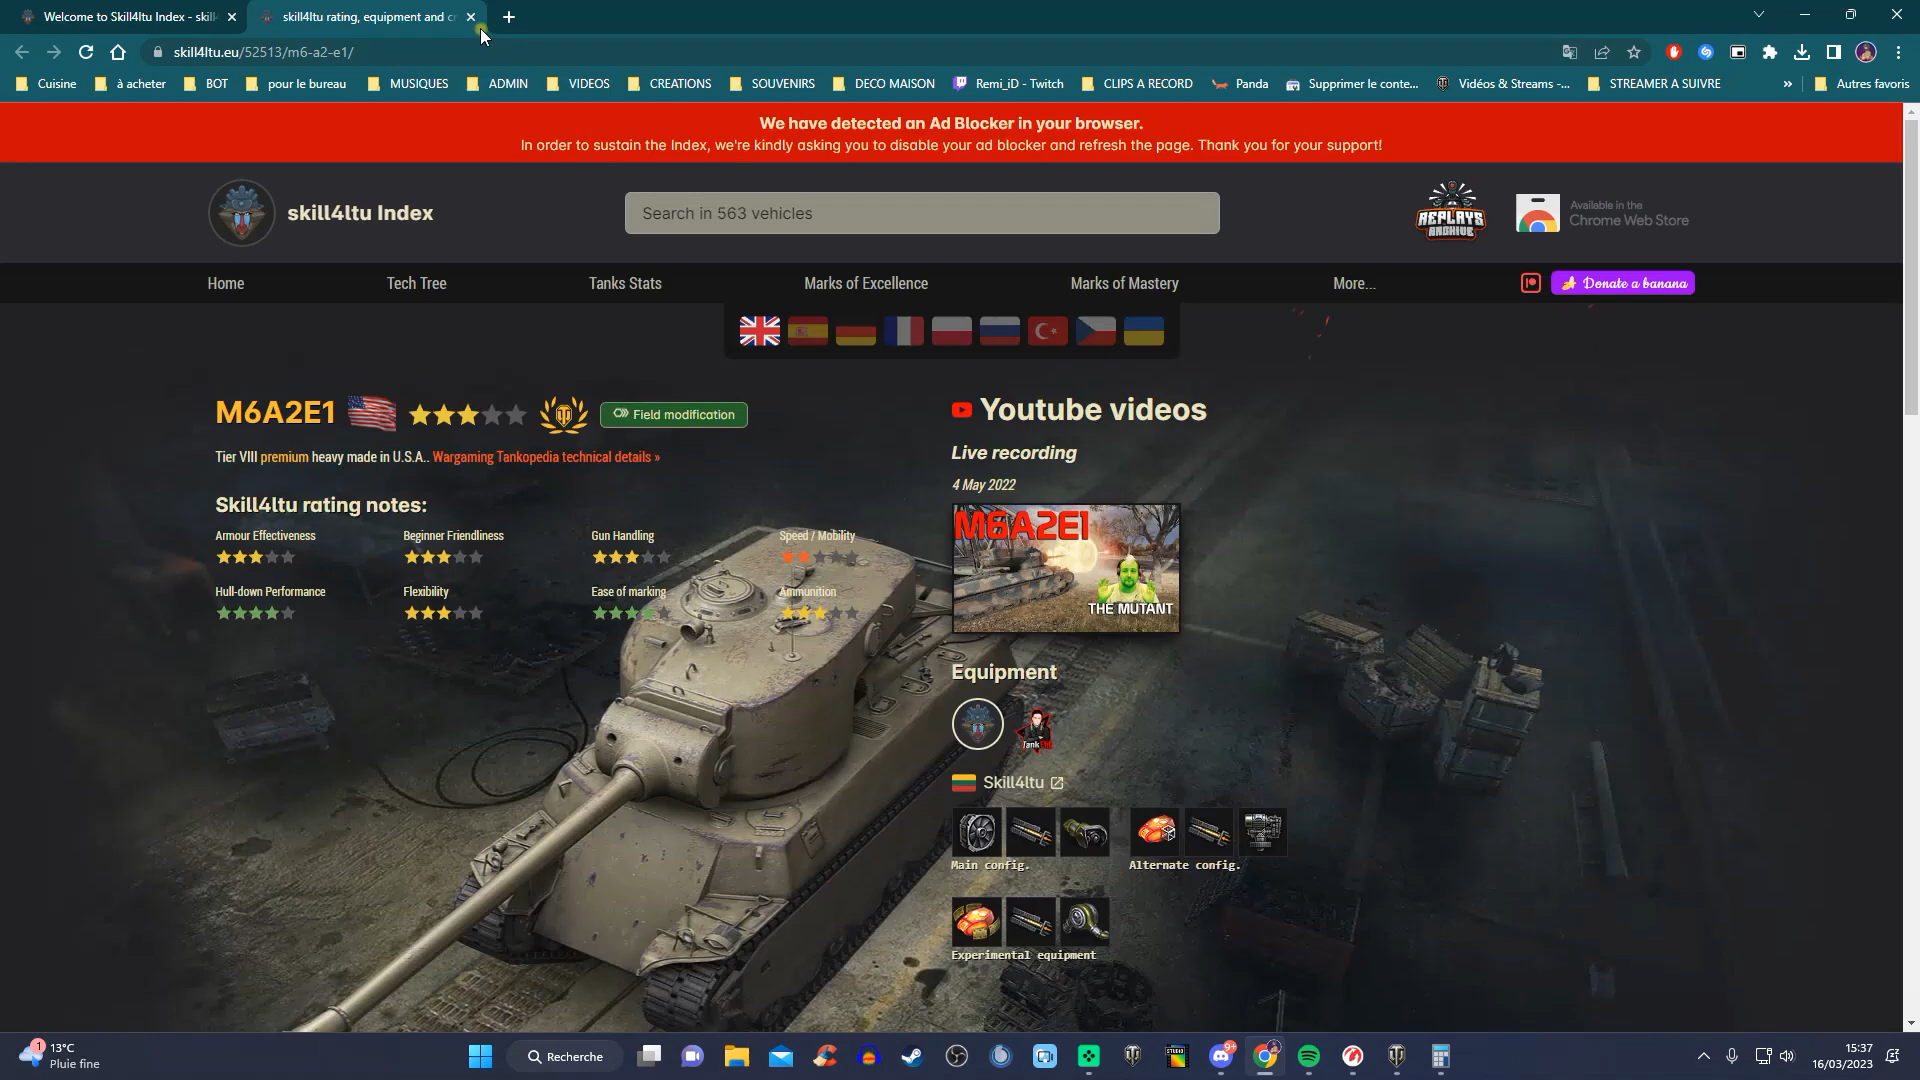 Welcome to Skill4ltu Index - skill
skill4ltu rating, equipment and cr
skill4ltu.eu/52513/m6-a2-e1/
Cuisine
à acheter
BOT
pour le bureau
MUSIQUES
ADMIN
VIDEOS
CREATIONS
SOUVENIRS
DECO MAISON
Remi_iD - Twitch
CLIPS A RECORD
Panda
Supprimer le conte...
Vidéos & Streams -...
STREAMER A SUIVRE
»
Autres favoris
We have detected an Ad Blocker in your browser.
In order to sustain the Index, we're kindly asking you to disable your ad blocker and refresh the page. Thank you for your support!
skill4ltu Index
Search in 563 vehicles
REPLAYS
ARCHIVE
Available in the
Chrome Web Store
Home
Tech Tree
Tanks Stats
Marks of Excellence
Marks of Mastery
More...
Donate a banana
M6A2E1
Field modification
Tier VIII premium heavy made in U.S.A.. Wargaming Tankopedia technical details »
Skill4ltu rating notes:
Armour Effectiveness
Beginner Friendliness
Gun Handling
Speed / Mobility
Hull-down Performance
Flexibility
Ease of marking
Ammunition
Youtube videos
Live recording
4 May 2022
M6A2E1
THE MUTANT
Equipment
Skill4ltu
Main config.
Alternate config.
Experimental equipment
1
13°C
Pluie fine
Recherche
STUDIO
9+
15:37
16/03/2023